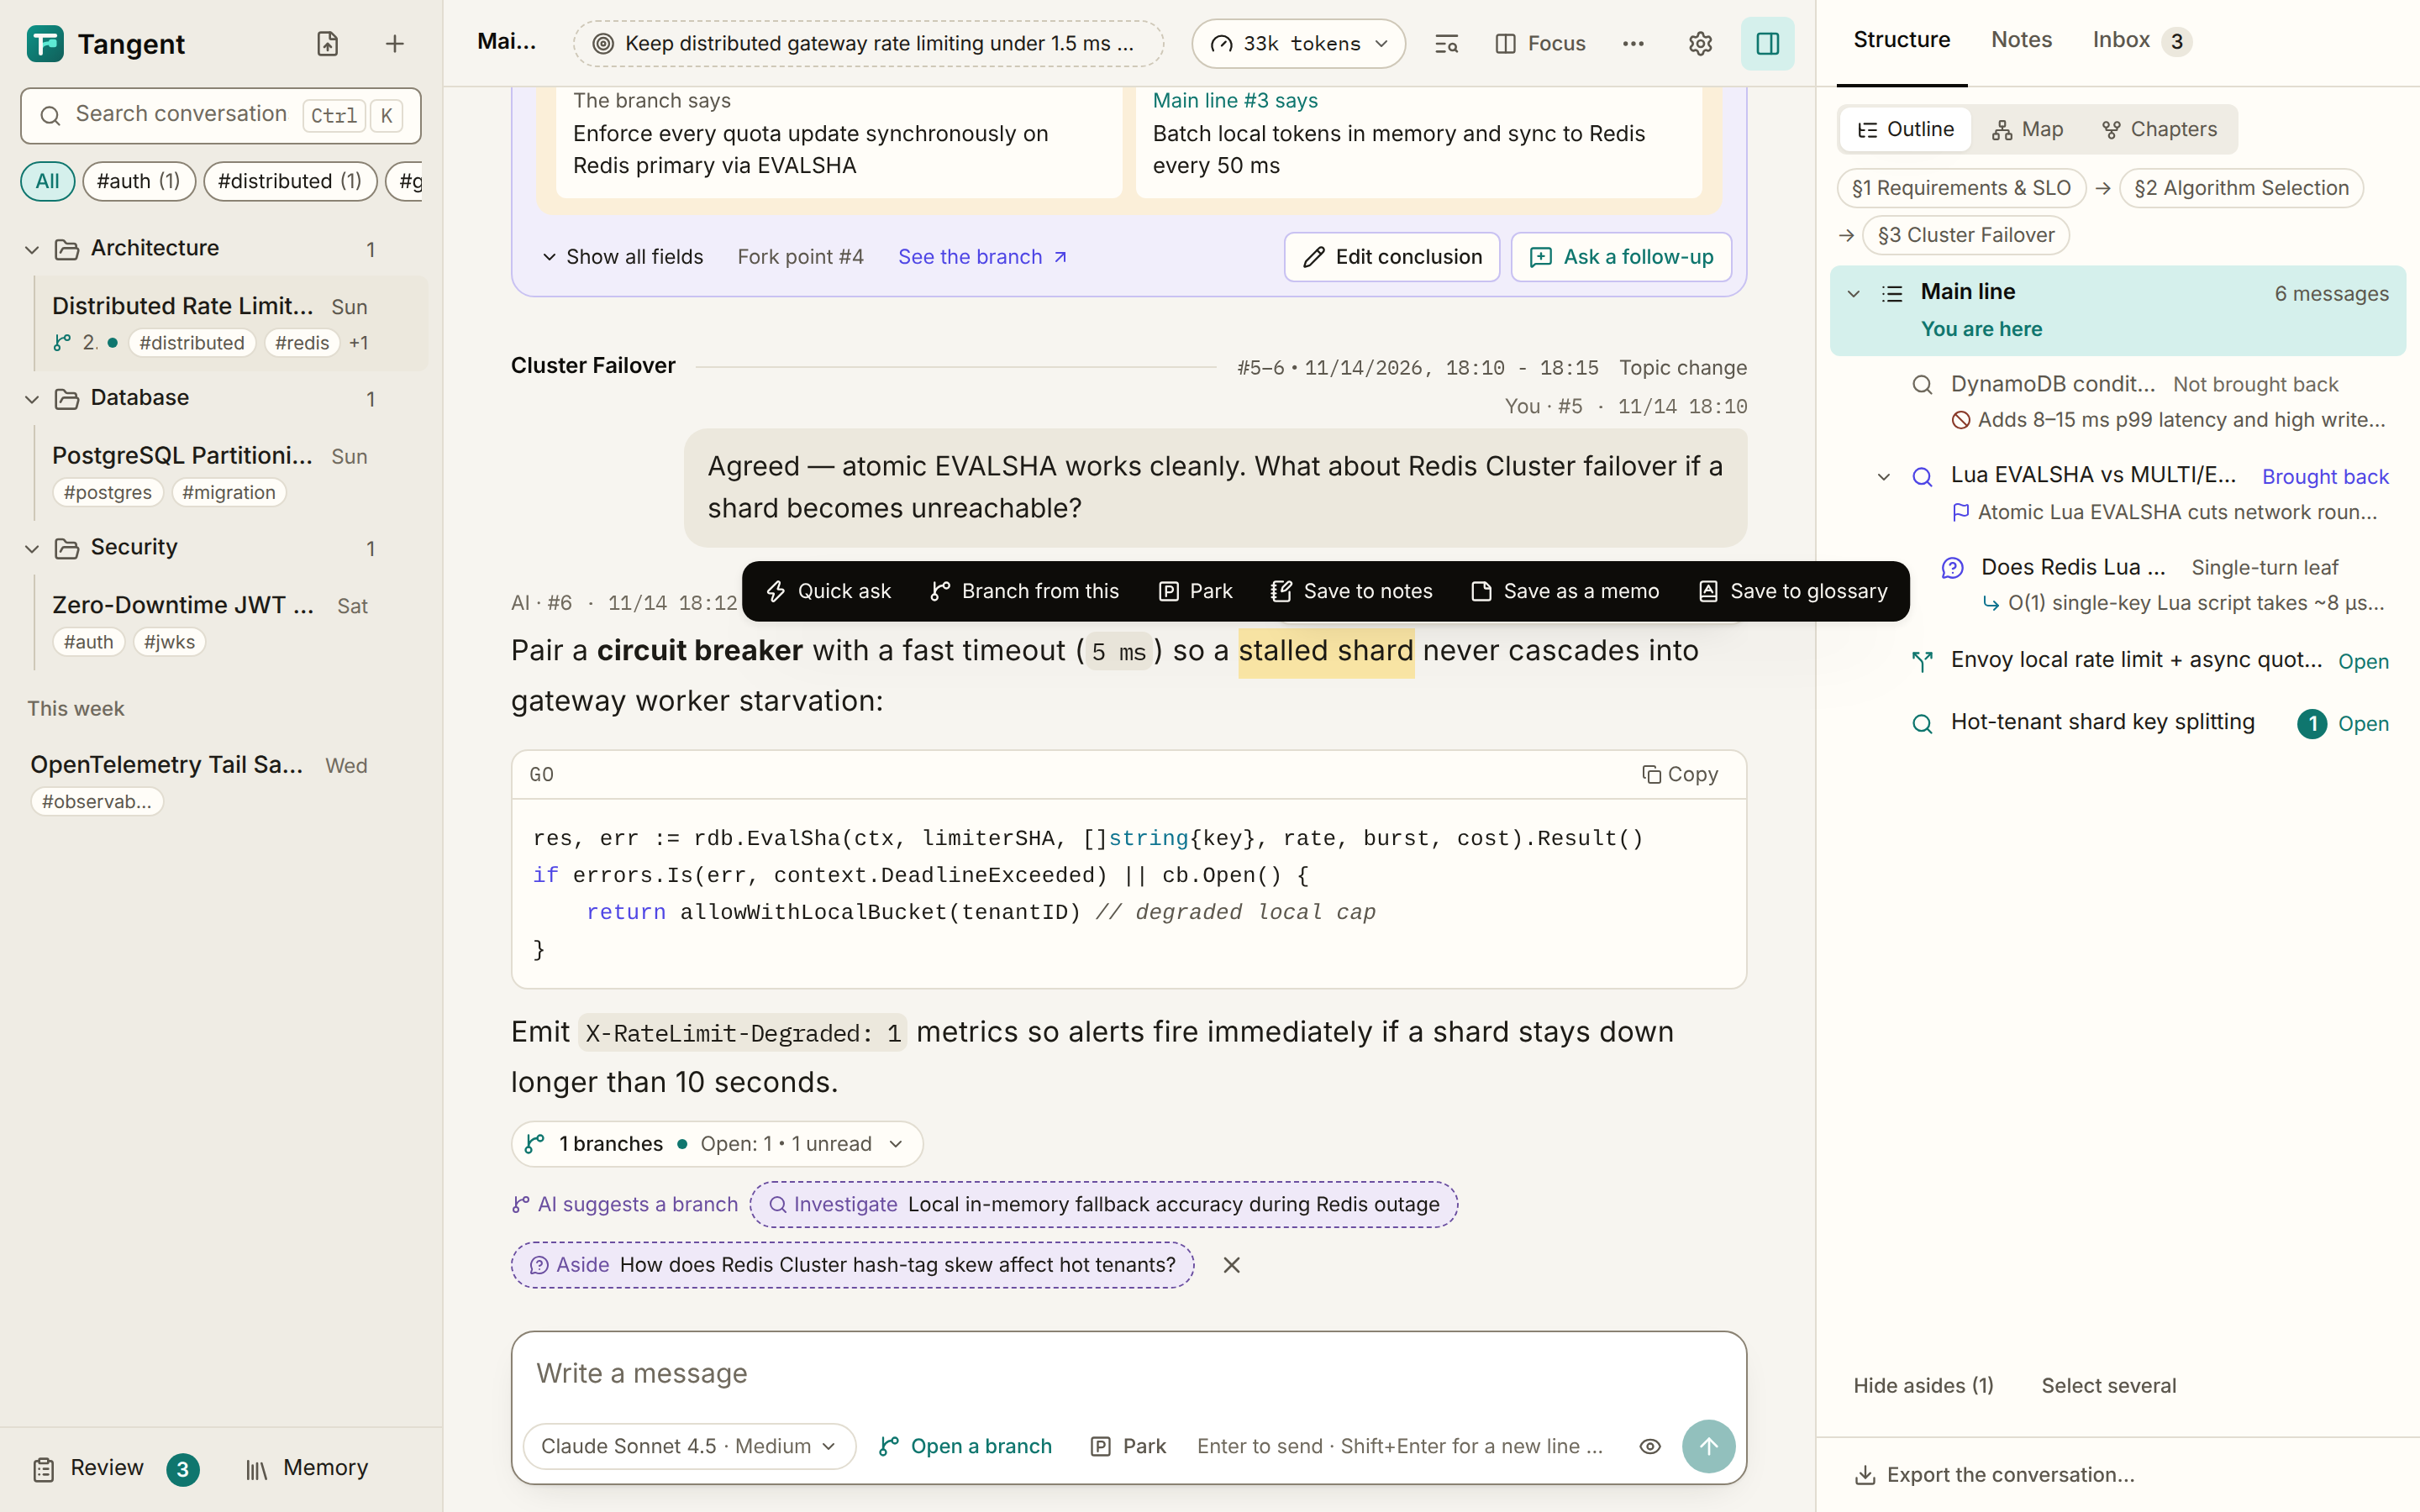 Tangent
Search conversation Ctrl K
All #auth (1) #distributed (1) #g
Architecture 1
Distributed Rate Limit... Sun
2. #distributed #redis +1
Database 1
PostgreSQL Partitioni... Sun
#postgres #migration
Security 1
Zero-Downtime JWT ... Sat
#auth #jwks
This week
OpenTelemetry Tail Sa... Wed
#observab...
Review 3 Memory
Mai... Keep distributed gateway rate limiting under 1.5 ms ... 33k tokens Focus
The branch says
Enforce every quota update synchronously on
Redis primary via EVALSHA
Main line #3 says
Batch local tokens in memory and sync to Redis
every 50 ms
Show all fields Fork point #4 See the branch Edit conclusion Ask a follow-up
Cluster Failover #5–6 • 11/14/2026, 18:10 - 18:15 Topic change
You · #5 · 11/14 18:10
Agreed — atomic EVALSHA works cleanly. What about Redis Cluster failover if a
shard becomes unreachable?
Quick ask Branch from this Park Save to notes Save as a memo Save to glossary
AI · #6 · 11/14 18:12
Pair a circuit breaker with a fast timeout ( 5 ms ) so a stalled shard never cascades into
gateway worker starvation:
GO Copy
res, err := rdb.EvalSha(ctx, limiterSHA, []string{key}, rate, burst, cost).Result()
if errors.Is(err, context.DeadlineExceeded) || cb.Open() {
    return allowWithLocalBucket(tenantID) // degraded local cap
}
Emit X-RateLimit-Degraded: 1 metrics so alerts fire immediately if a shard stays down
longer than 10 seconds.
1 branches Open: 1 • 1 unread
AI suggests a branch Investigate Local in-memory fallback accuracy during Redis outage
Aside How does Redis Cluster hash-tag skew affect hot tenants?
Write a message
Claude Sonnet 4.5 · Medium Open a branch Park Enter to send · Shift+Enter for a new line ...
Structure Notes Inbox 3
Outline Map Chapters
§1 Requirements & SLO → §2 Algorithm Selection
→ §3 Cluster Failover
Main line 6 messages
You are here
DynamoDB condit... Not brought back
Adds 8–15 ms p99 latency and high write...
Lua EVALSHA vs MULTI/E... Brought back
Atomic Lua EVALSHA cuts network roun...
Does Redis Lua ... Single-turn leaf
O(1) single-key Lua script takes ~8 µs...
Envoy local rate limit + async quot... Open
Hot-tenant shard key splitting 1 Open
Hide asides (1) Select several
Export the conversation...